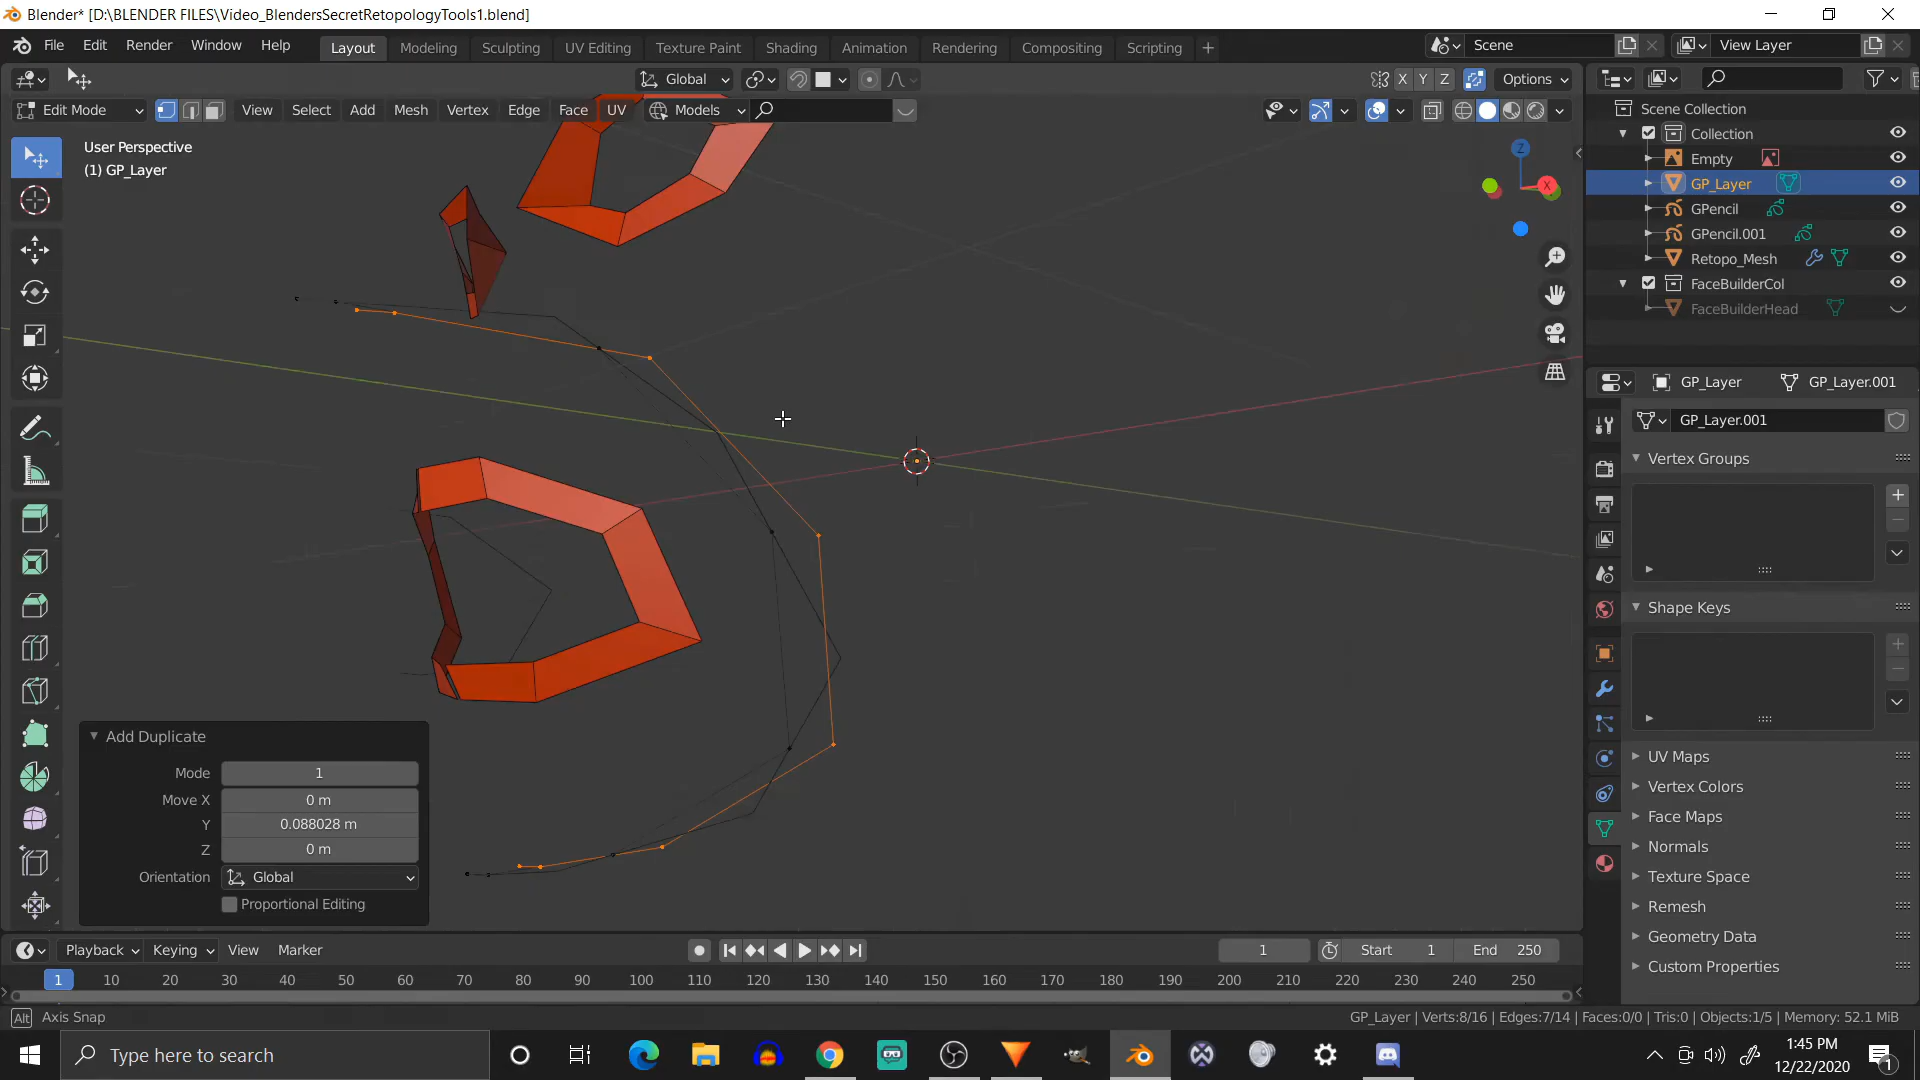 Blender* [D:\BLENDER FILES\Video_BlendersSecretRetopologyTools1.blend]
File Edit Render Window Help Layout Modeling Sculpting UV Editing Texture Paint Shading Animation Rendering Compositing Scripting + Scene View Layer
Global X Y Z Options
Edit Mode View Select Add Mesh Vertex Edge Face UV Models
User Perspective
(1) GP_Layer
Z
X
Scene Collection
Collection
Empty
GP_Layer
GPencil
GPencil.001
Retopo_Mesh
FaceBuilderCol
FaceBuilderHead
GP_Layer GP_Layer.001
GP_Layer.001
Vertex Groups
Shape Keys
UV Maps
Vertex Colors
Face Maps
Normals
Texture Space
Remesh
Geometry Data
Custom Properties
Add Duplicate
Mode 1
Move X 0 m
Y 0.088028 m
Z 0 m
Orientation Global
Proportional Editing
Playback Keying View Marker 1 Start 1 End 250
1 10 20 30 40 50 60 70 80 90 100 110 120 130 140 150 160 170 180 190 200 210 220 230 240 250
Alt Axis Snap GP_Layer | Verts:8/16 | Edges:7/14 | Faces:0/0 | Tris:0 | Objects:1/5 | Memory: 52.1 MiB
Type here to search
1:45 PM
12/22/2020
1